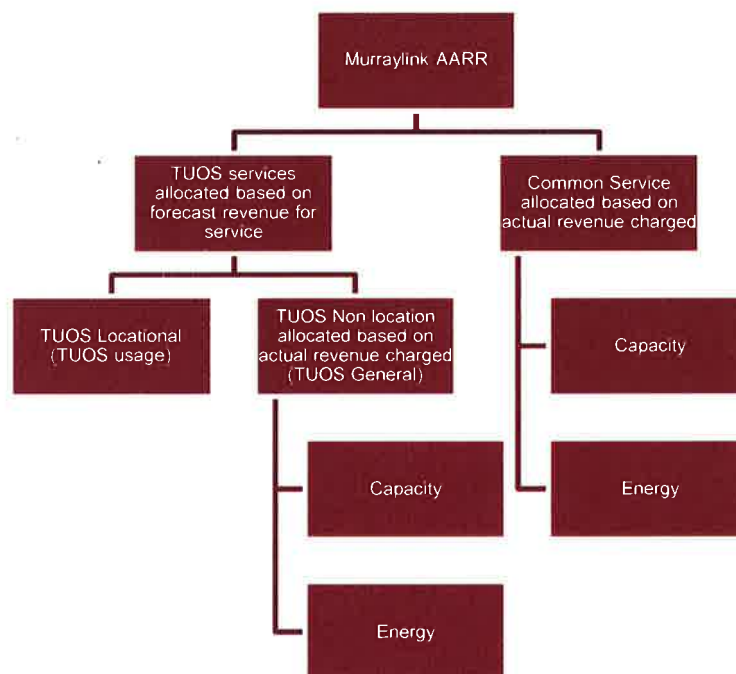 Murraylink AARR
TUOS services
allocated based on
forecast revenue for
service
Common Service
allocated based on
actual revenue charged
TUOS Locational
(TUOS usage)
TUOS Non location
allocated based on
actual revenue charged
(TUOS General)
Capacity
Energy
Capacity
Energy